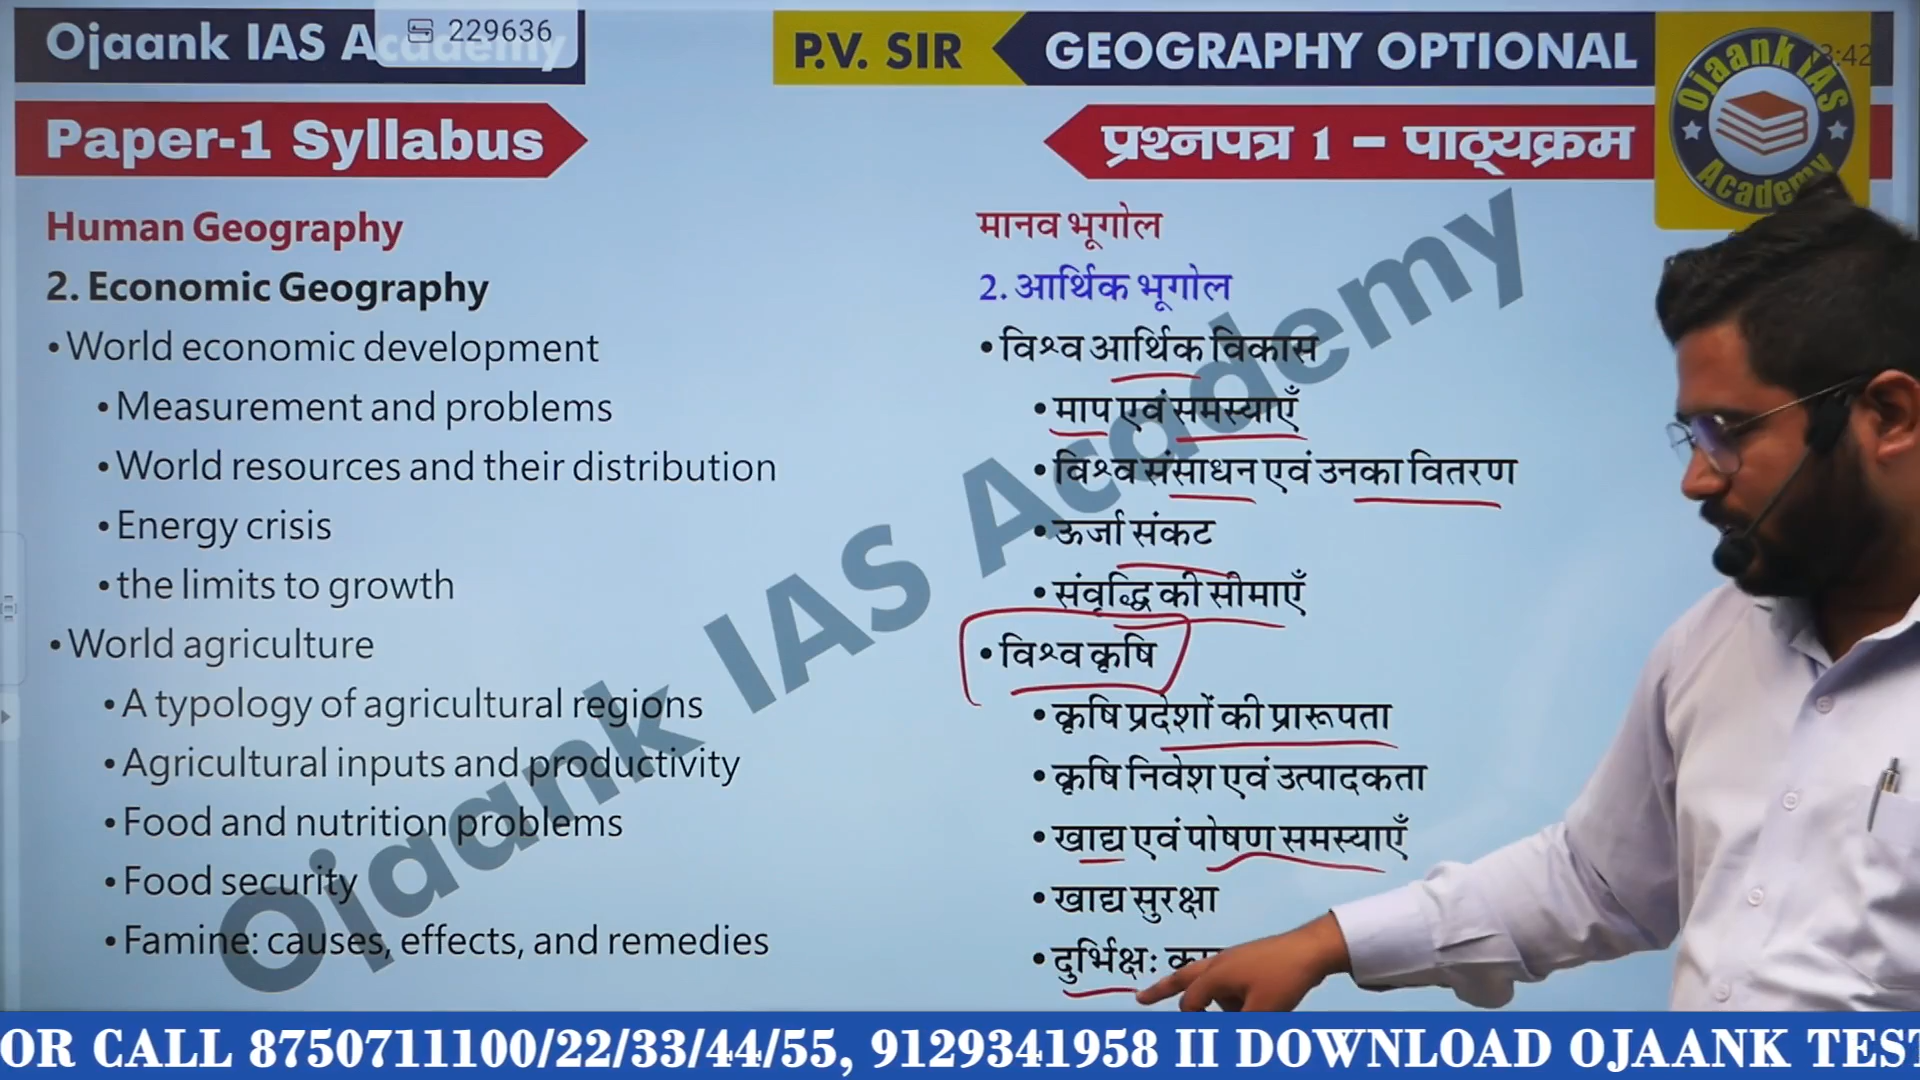 Ojaank IAS Academy
229636
P.V. SIR
GEOGRAPHY OPTIONAL
3:42
Ojaank IAS
Academy
Paper-1 Syllabus
प्रश्नपत्र 1 – पाठ्यक्रम
Human Geography
2. Economic Geography
• World economic development
• Measurement and problems
• World resources and their distribution
• Energy crisis
• the limits to growth
• World agriculture
• A typology of agricultural regions
• Agricultural inputs and productivity
• Food and nutrition problems
• Food security
• Famine: causes, effects, and remedies
मानव भूगोल
2. आर्थिक भूगोल
• विश्व आर्थिक विकास
• माप एवं समस्याएँ
• विश्व संसाधन एवं उनका वितरण
• ऊर्जा संकट
• संवृद्धि की सीमाएँ
• विश्व कृषि
• कृषि प्रदेशों की प्रारूपता
• कृषि निवेश एवं उत्पादकता
• खाद्य एवं पोषण समस्याएँ
• खाद्य सुरक्षा
• दुर्भिक्षः
Ojaank IAS Academy
OR CALL 8750711100/22/33/44/55, 9129341958 II DOWNLOAD OJAANK TEST